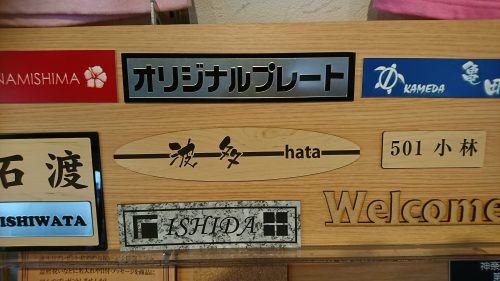 NAMISHIMA
オリジナルプレート
KAMEDA
亀田
石渡
ISHIWATA
波多
hata
501 小林
ISHIDA
Welcome